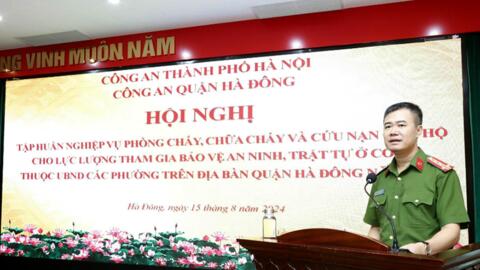 NG VINH MUÔN NĂM
CÔNG AN THÀNH PHỐ HÀ NỘI
CÔNG AN QUẬN HÀ ĐÔNG
HỘI NGHỊ
TẬP HUẤN NGHIỆP VỤ PHÒNG CHÁY, CHỮA CHÁY VÀ CỨU NẠN HỘ
CHO LỰC LƯỢNG THAM GIA BẢO VỆ AN NINH, TRẬT TỰ Ở CƠ
THUỘC UBND CÁC PHƯỜNG TRÊN ĐỊA BÀN QUẬN HÀ ĐÔNG N
Hà Đông, ngày 15 tháng 8 năm 2024